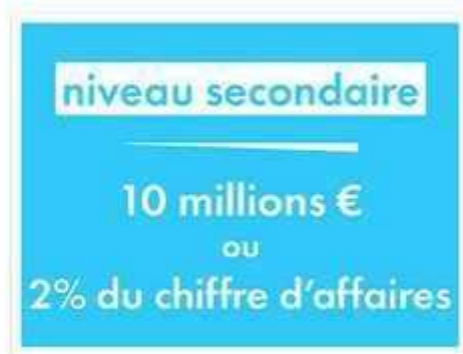 niveau secondaire
10 millions €
ou
2% du chiffre d'affaires